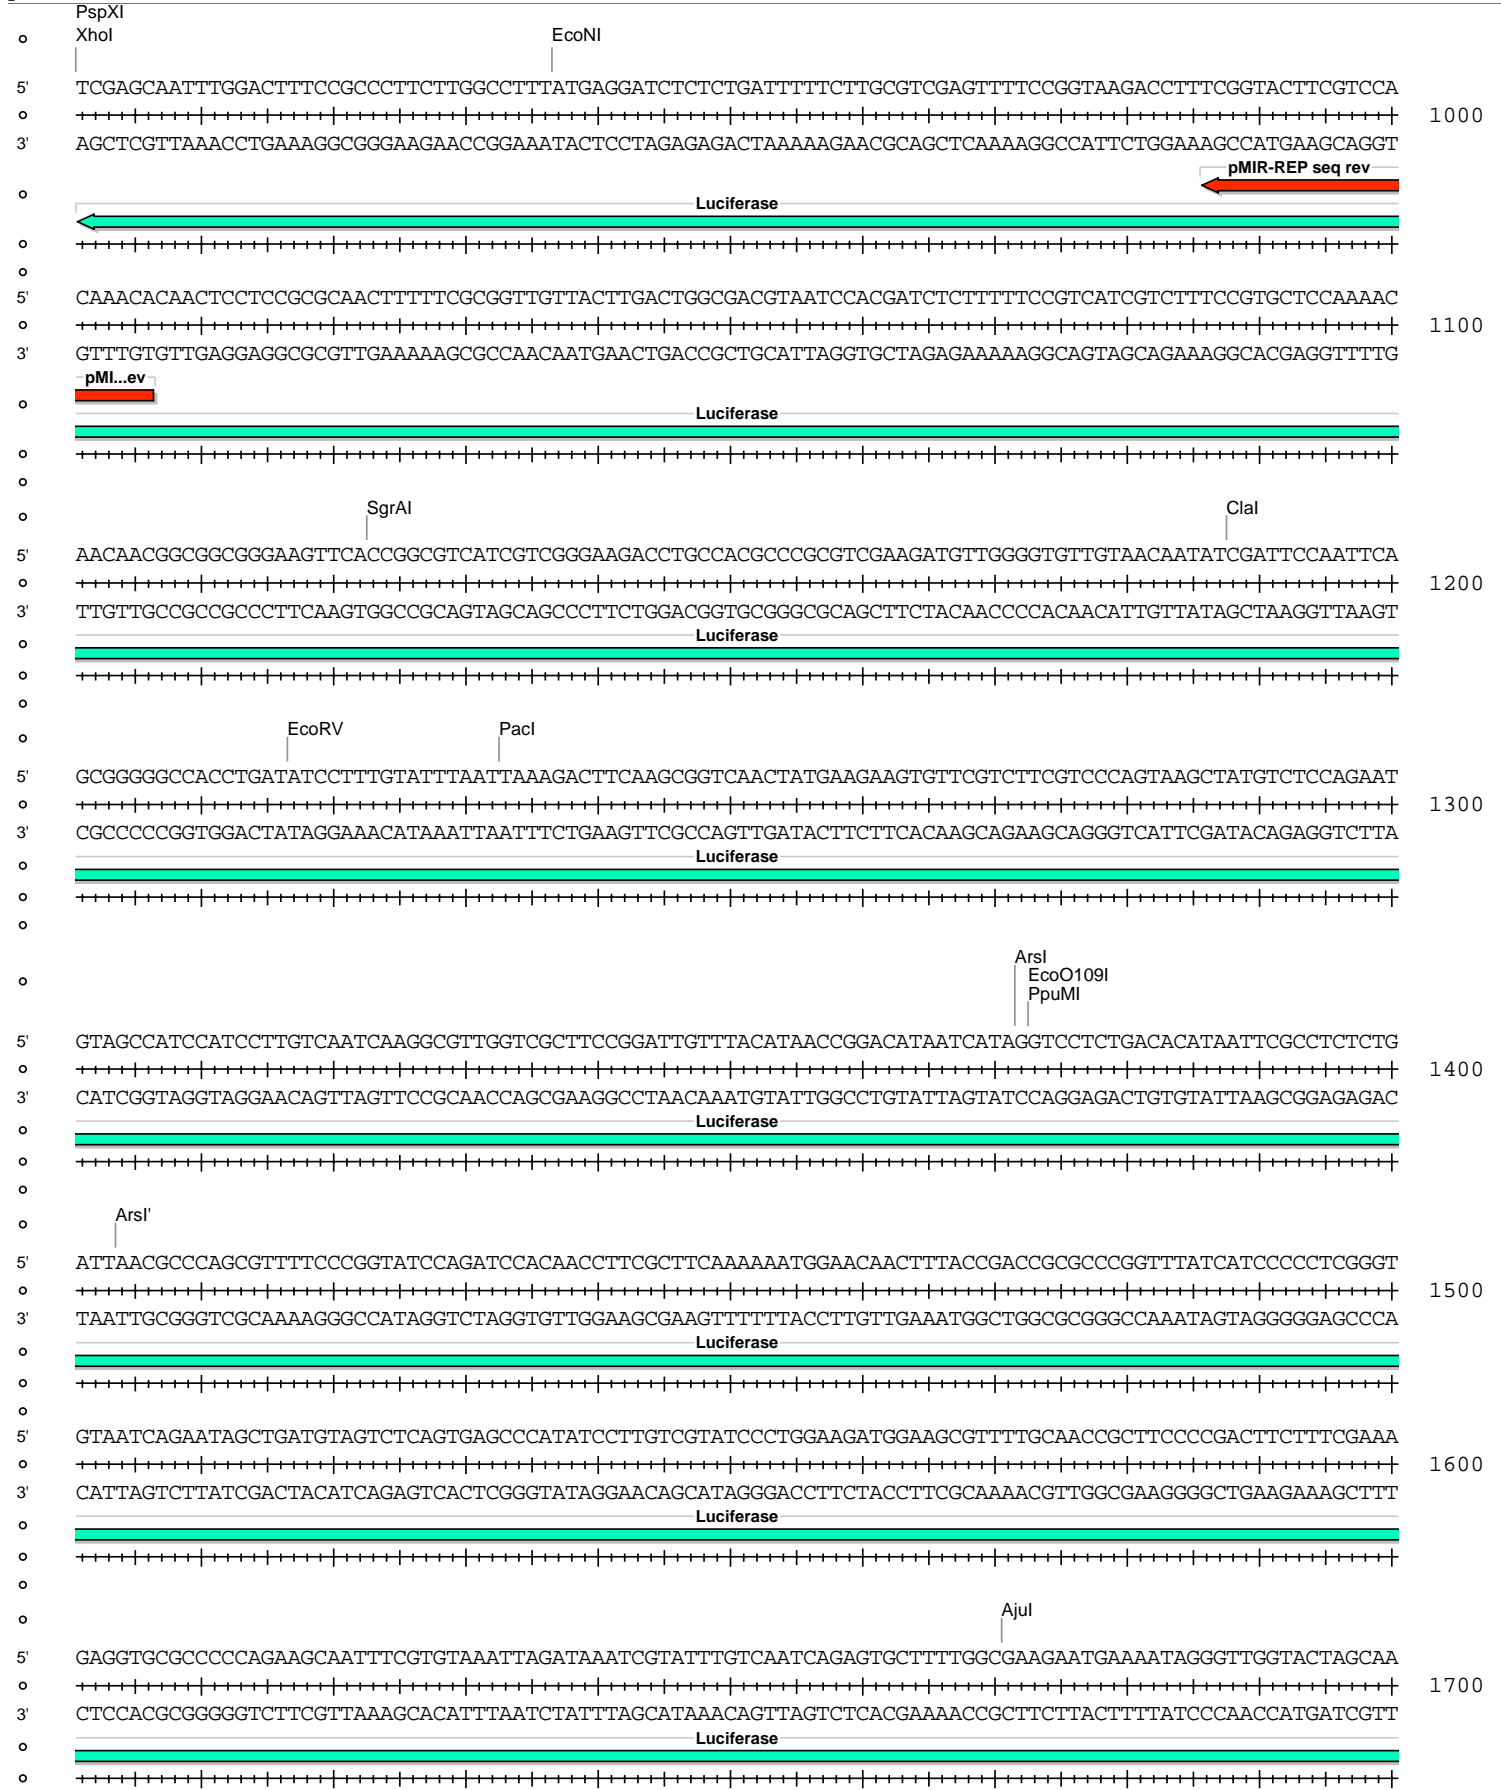 PspXI
XhoI
EcoNI
5' TCGAGCAATTTGGACTTTCCGCCCTTCTTGGCCTTTATGAGGATCTCTCTGATTTTTCTTGCGTCGAGTTTTCCGGTAAGACCTTTCGGTACTTCGTCCA
1000
3' AGCTCGTTAAACCTGAAAGGCGGGAAGAACCGGAAATACTCCTAGAGAGACTAAAAAGAACGCAGCTCAAAAGGCCATTCTGGAAAGCCATGAAGCAGGT
pMIR-REP seq rev
Luciferase
5' CAAACACAACTCCTCCGCGCAACTTTTTCGCGGTTGTTACTTGACTGGCGACGTAATCCACGATCTCTTTTTCCGTCATCGTCTTTCCGTGCTCCAAAAC
1100
3' GTTTGTGTTGAGGAGGCGCGTTGAAAAAGCGCCAACAATGAACTGACCGCTGCATTAGGTGCTAGAGAAAAAGGCAGTAGCAGAAAGGCACGAGGTTTTG
pMI...ev
Luciferase
SgrAI
ClaI
5' AACAACGGCGGCGGGAAGTTCACCGGCGTCATCGTCGGGAAGACCTGCCACGCCCGCGTCGAAGATGTTGGGGTGTTGTAACAATATCGATTCCAATTCA
1200
3' TTGTTGCCGCCGCCCTTCAAGTGGCCGCAGTAGCAGCCCTTCTGGACGGTGCGGGCGCAGCTTCTACAACCCCACAACATTGTTATAGCTAAGGTTAAGT
Luciferase
EcoRV
PacI
5' GCGGGGGCCACCTGATATCCTTTGTATTTAATTAAAGACTTCAAGCGGTCAACTATGAAGAAGTGTTCGTCTTCGTCCCAGTAAGCTATGTCTCCAGAAT
1300
3' CGCCCCCGGTGGACTATAGGAAACATAAATTAATTTCTGAAGTTCGCCAGTTGATACTTCTTCACAAGCAGAAGCAGGGTCATTCGATACAGAGGTCTTA
Luciferase
ArsI
EcoO109I
PpuMI
5' GTAGCCATCCATCCTTGTCAATCAAGGCGTTGGTCGCTTCCGGATTGTTTACATAACCGGACATAATCATAGGTCCTCTGACACATAATTCGCCTCTCTG
1400
3' CATCGGTAGGTAGGAACAGTTAGTTCCGCAACCAGCGAAGGCCTAACAAATGTATTGGCCTGTATTAGTATCCAGGAGACTGTGTATTAAGCGGAGAGAC
Luciferase
ArsI'
5' ATTAACGCCCAGCGTTTTCCCGGTATCCAGATCCACAACCTTCGCTTCAAAAAATGGAACAACTTTACCGACCGCGCCCGGTTTATCATCCCCCTCGGGT
1500
3' TAATTGCGGGTCGCAAAAGGGCCATAGGTCTAGGTGTTGGAAGCGAAGTTTTTTACCTTGTTGAAATGGCTGGCGCGGGCCAAATAGTAGGGGGAGCCCA
Luciferase
5' GTAATCAGAATAGCTGATGTAGTCTCAGTGAGCCCATATCCTTGTCGTATCCCTGGAAGATGGAAGCGTTTTGCAACCGCTTCCCCGACTTCTTTCGAAA
1600
3' CATTAGTCTTATCGACTACATCAGAGTCACTCGGGTATAGGAACAGCATAGGGACCTTCTACCTTCGCAAAACGTTGGCGAAGGGGCTGAAGAAAGCTTT
Luciferase
AjuI
5' GAGGTGCGCCCCCAGAAGCAATTTCGTGTAAATTAGATAAATCGTATTTGTCAATCAGAGTGCTTTTGGCGAAGAATGAAAATAGGGTTGGTACTAGCAA
1700
3' CTCCACGCGGGGGTCTTCGTTAAAGCACATTTAATCTATTTAGCATAAACAGTTAGTCTCACGAAAACCGCTTCTTACTTTTATCCCAACCATGATCGTT
Luciferase